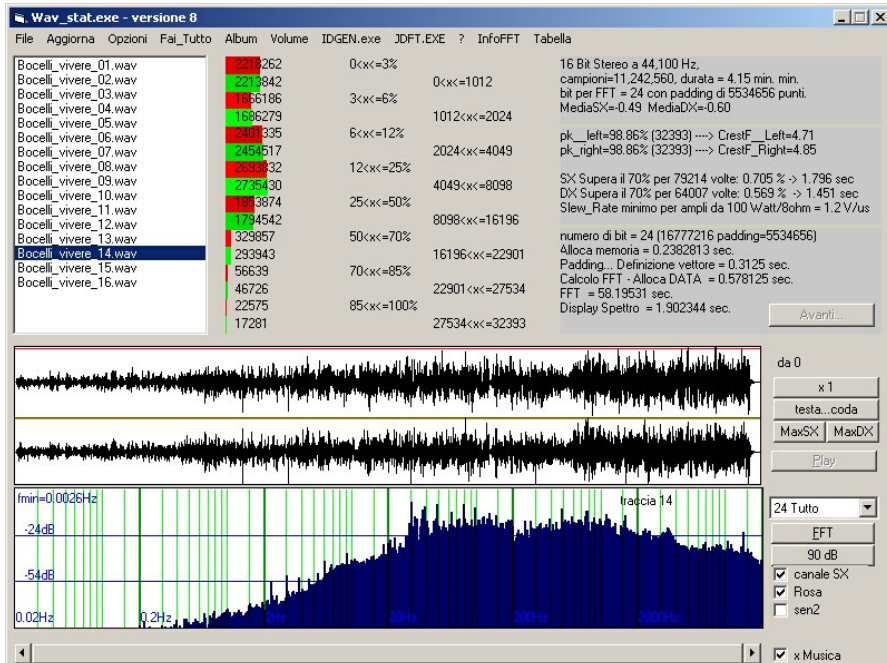 Wav_stat.exe - versione 8
File Aggiorna Opzioni Fai_Tutto Album Volume IDGEN.exe JDFT.EXE ? InfoFFT Tabella
Bocelli_vivere_01.wav
Bocelli_vivere_02.wav
Bocelli_vivere_03.wav
Bocelli_vivere_04.wav
Bocelli_vivere_05.wav
Bocelli_vivere_06.wav
Bocelli_vivere_07.wav
Bocelli_vivere_08.wav
Bocelli_vivere_09.wav
Bocelli_vivere_10.wav
Bocelli_vivere_11.wav
Bocelli_vivere_12.wav
Bocelli_vivere_13.wav
Bocelli_vivere_14.wav
Bocelli_vivere_15.wav
Bocelli_vivere_16.wav
2218262 0<x<=3%
2213842 0<x<=1012
1666186 3<x<=6%
1686279 1012<x<=2024
2401335 6<x<=12%
2454517 2024<x<=4049
2693832 12<x<=25%
2735430 4049<x<=8098
1853874 25<x<=50%
1794542 8098<x<=16196
329857 50<x<=70%
293943 16196<x<=22901
56639 70<x<=85%
46726 22901<x<=27534
22575 85<x<=100%
17281 27534<x<=32393
16 Bit Stereo a 44,100 Hz,
campioni=11,242,560, durata = 4.15 min. min.
bit per FFT = 24 con padding di 5534656 punti.
MediaSX=-0.49 MediaDX=-0.60
pk__left=98.86% (32393) ----> CrestF__Left=4.71
pk_right=98.86% (32393) ----> CrestF_Right=4.85
SX Supera il 70% per 79214 volte: 0.705 % -> 1.796 sec
DX Supera il 70% per 64007 volte: 0.569 % -> 1.451 sec
Slew_Rate minimo per ampli da 100 Watt/8ohm = 1.2 V/us
numero di bit = 24 (16777216 padding=5534656)
Alloca memoria = 0.2382813 sec.
Padding... Definizione vettore = 0.3125 sec.
Calcolo FFT - Alloca DATA = 0.578125 sec.
FFT = 58.19531 sec.
Display Spettro = 1.902344 sec.
Avanti...
da 0
x 1
testa...coda
MaxSX MaxDX
Play
fmin=0.0026Hz
traccia 14
-24dB
-54dB
0.02Hz 0.2Hz 2Hz 20Hz 200Hz 2000Hz
24 Tutto
FFT
90 dB
canale SX
Rosa
sen2
x Musica